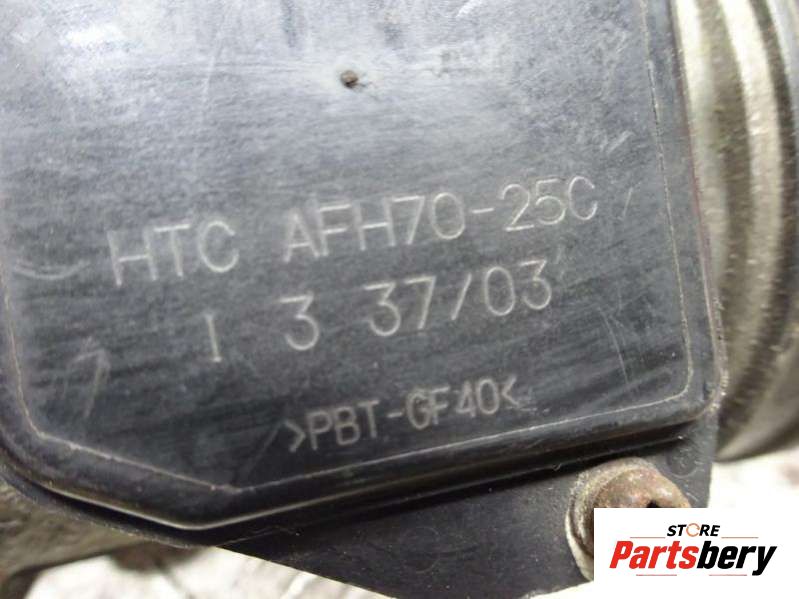 HTC AFH70-25C
1 3 37/03
>PBT-GF40<
STORE
Partsbery